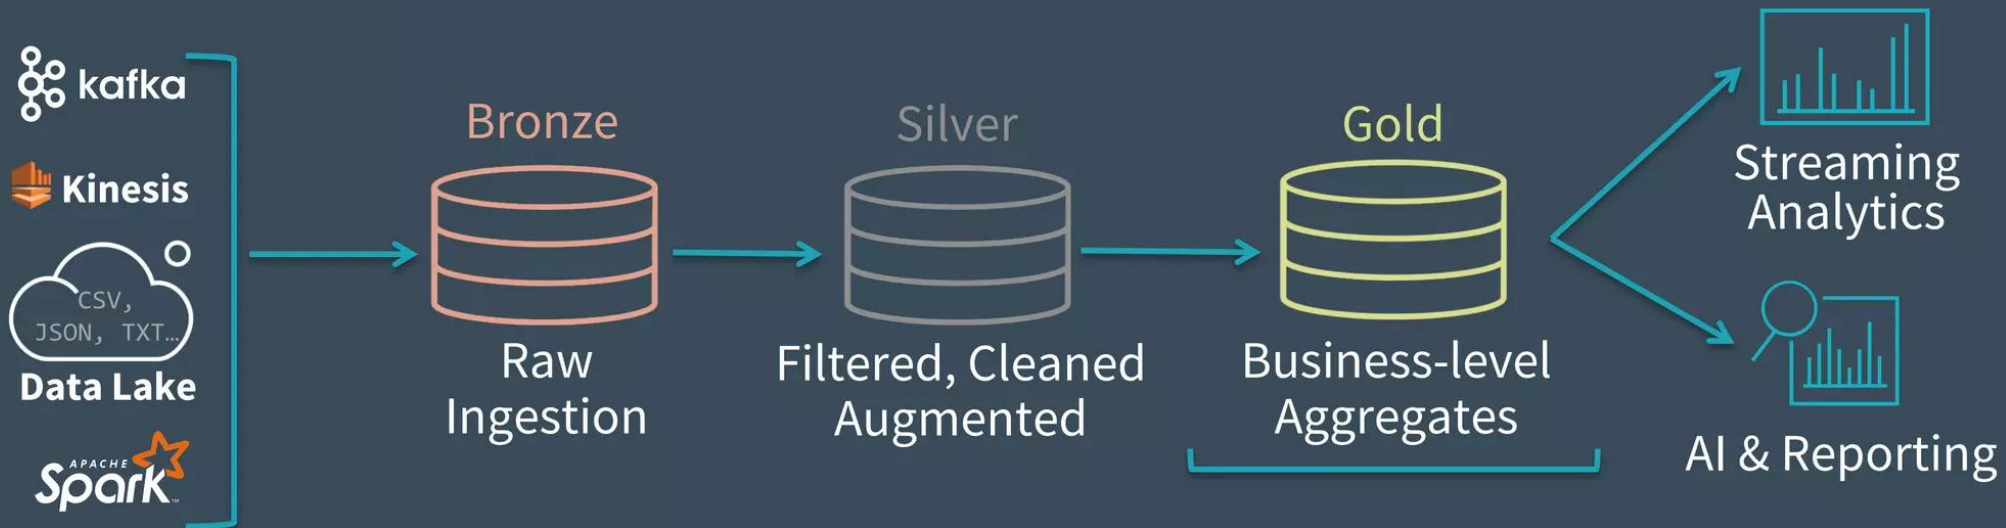 kafka
Kinesis
CSV,
JSON, TXT...
Data Lake
APACHE
Spark™
Bronze
Raw
Ingestion
Silver
Filtered, Cleaned
Augmented
Gold
Business-level
Aggregates
Streaming
Analytics
AI & Reporting